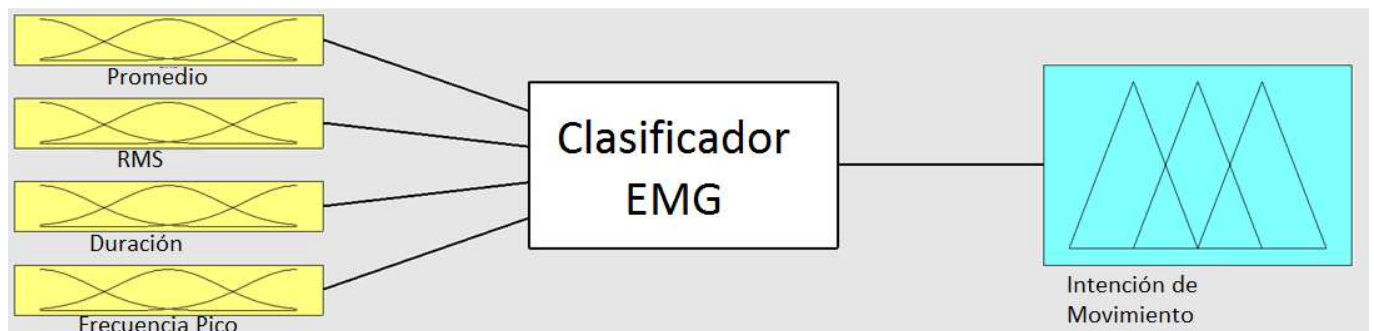 Promedio
RMS
Duración
Frecuencia Pico
Clasificador
EMG
Intención de
Movimiento